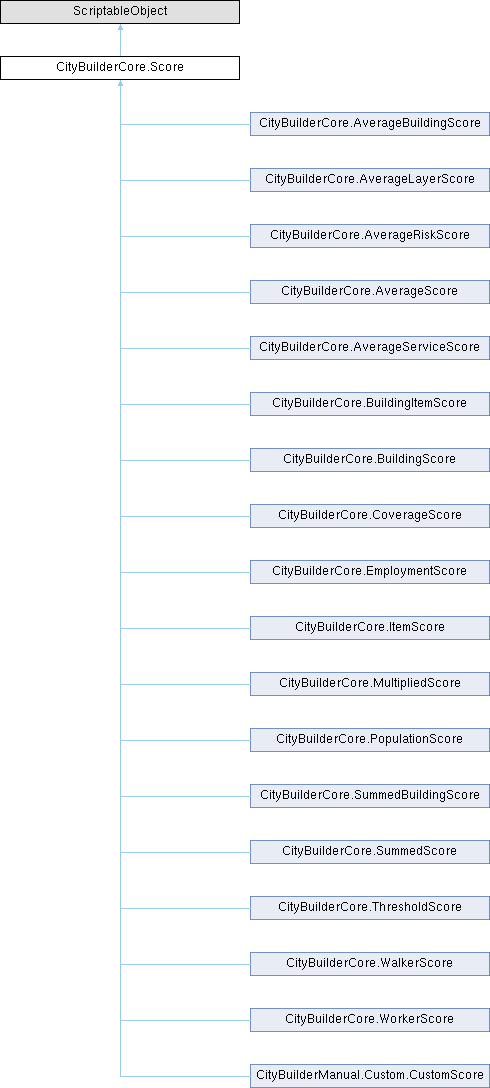 ScriptableObject
CityBuilderCore.Score
CityBuilderCore.AverageBuildingScore
CityBuilderCore.AverageLayerScore
CityBuilderCore.AverageRiskScore
CityBuilderCore.AverageScore
CityBuilderCore.AverageServiceScore
CityBuilderCore.BuildingItemScore
CityBuilderCore.BuildingScore
CityBuilderCore.CoverageScore
CityBuilderCore.EmploymentScore
CityBuilderCore.ItemScore
CityBuilderCore.MultipliedScore
CityBuilderCore.PopulationScore
CityBuilderCore.SummedBuildingScore
CityBuilderCore.SummedScore
CityBuilderCore.ThresholdScore
CityBuilderCore.WalkerScore
CityBuilderCore.WorkerScore
CityBuilderManual.Custom.CustomScore